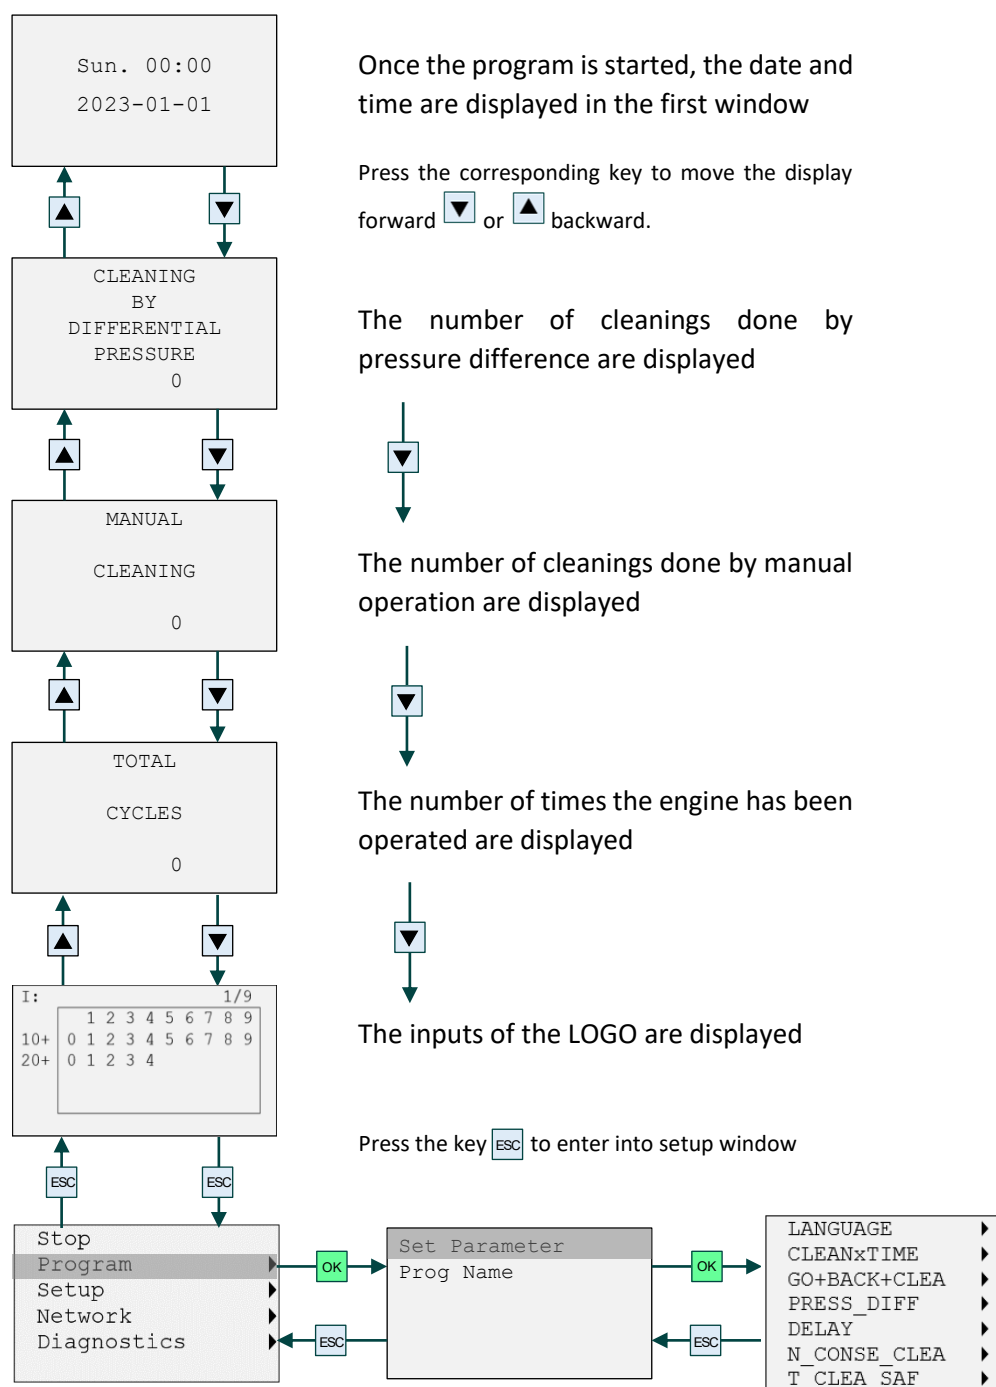 Sun. 00:00
2023-01-01
Once the program is started, the date and
time are displayed in the first window
Press the corresponding key to move the display
forward ▼ or ▲ backward.
CLEANING
BY
DIFFERENTIAL
PRESSURE
0
The number of cleanings done by
pressure difference are displayed
MANUAL
CLEANING
0
The number of cleanings done by manual
operation are displayed
TOTAL
CYCLES
0
The number of times the engine has been
operated are displayed
I: 1/9
1 2 3 4 5 6 7 8 9
10+ 0 1 2 3 4 5 6 7 8 9
20+ 0 1 2 3 4
The inputs of the LOGO are displayed
Press the key ESC to enter into setup window
ESC ESC
Stop
Program
Setup
Network
Diagnostics
OK
ESC
Set Parameter
Prog Name
OK
ESC
LANGUAGE
CLEANxTIME
GO+BACK+CLEA
PRESS_DIFF
DELAY
N_CONSE_CLEA
T_CLEA_SAF